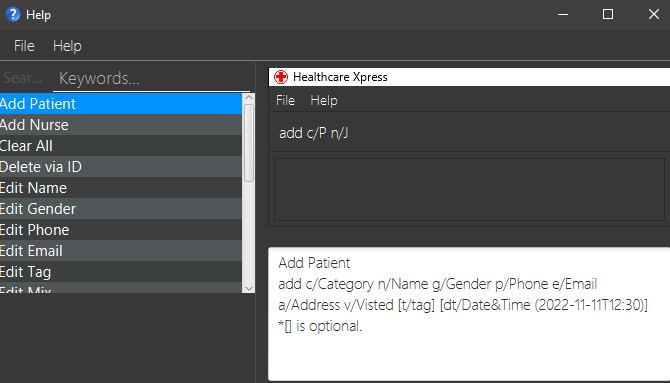 Help
File Help
Sear... Keywords...
Add Patient
Add Nurse
Clear All
Delete via ID
Edit Name
Edit Gender
Edit Phone
Edit Email
Edit Tag
Edit Mix
Healthcare Xpress
File Help
add c/P n/J
Add Patient
add c/Category n/Name g/Gender p/Phone e/Email
a/Address v/Visted [t/tag] [dt/Date&Time (2022-11-11T12:30)]
*[] is optional.